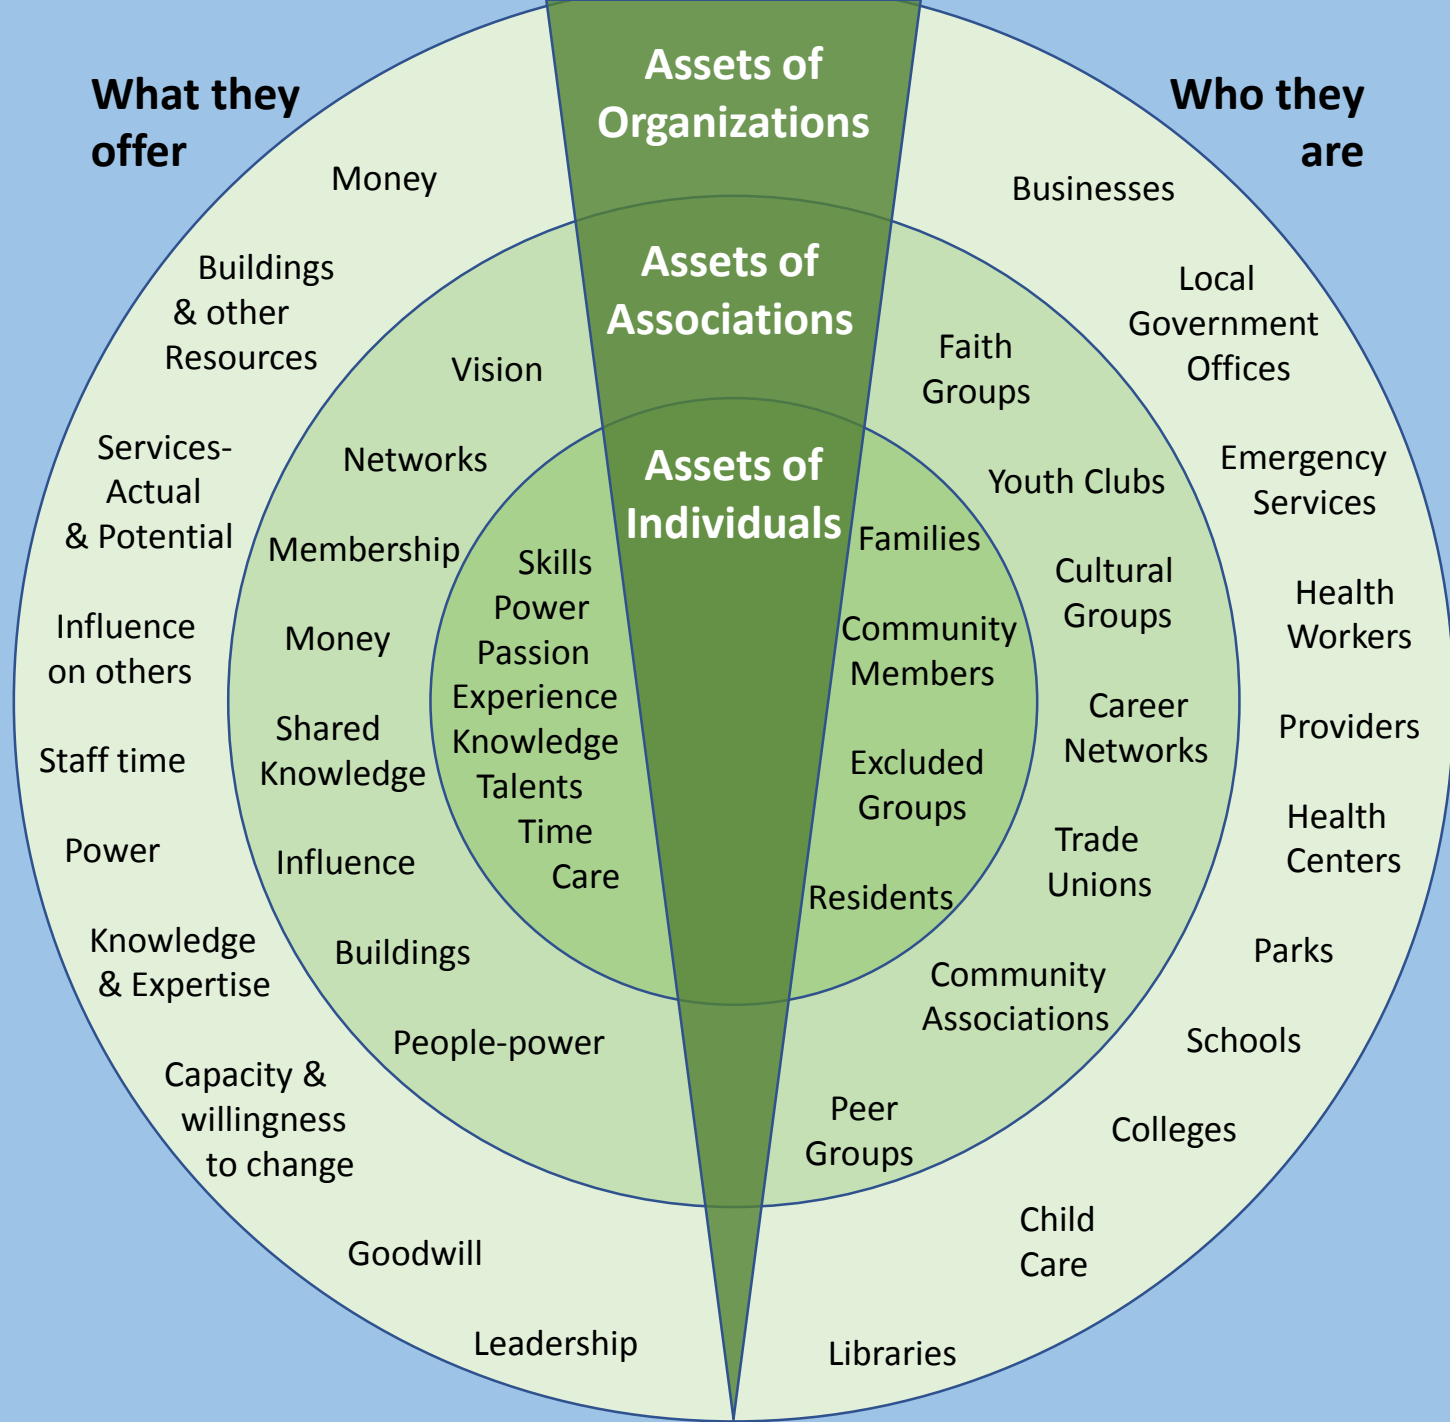 What they
offer
Assets of
Organizations
Who they
are
Money
Buildings
& other
Resources
Services-
Actual
& Potential
Influence
on others
Staff time
Power
Knowledge
& Expertise
Capacity &
willingness
to change
Goodwill
Leadership
Businesses
Local
Government
Offices
Emergency
Services
Health
Workers
Providers
Health
Centers
Parks
Schools
Colleges
Child
Care
Libraries
Assets of
Associations
Vision
Networks
Membership
Money
Shared
Knowledge
Influence
Buildings
People-power
Faith
Groups
Youth Clubs
Cultural
Groups
Career
Networks
Trade
Unions
Community
Associations
Peer
Groups
Assets of
Individuals
Skills
Power
Passion
Experience
Knowledge
Talents
Time
Care
Families
Community
Members
Excluded
Groups
Residents